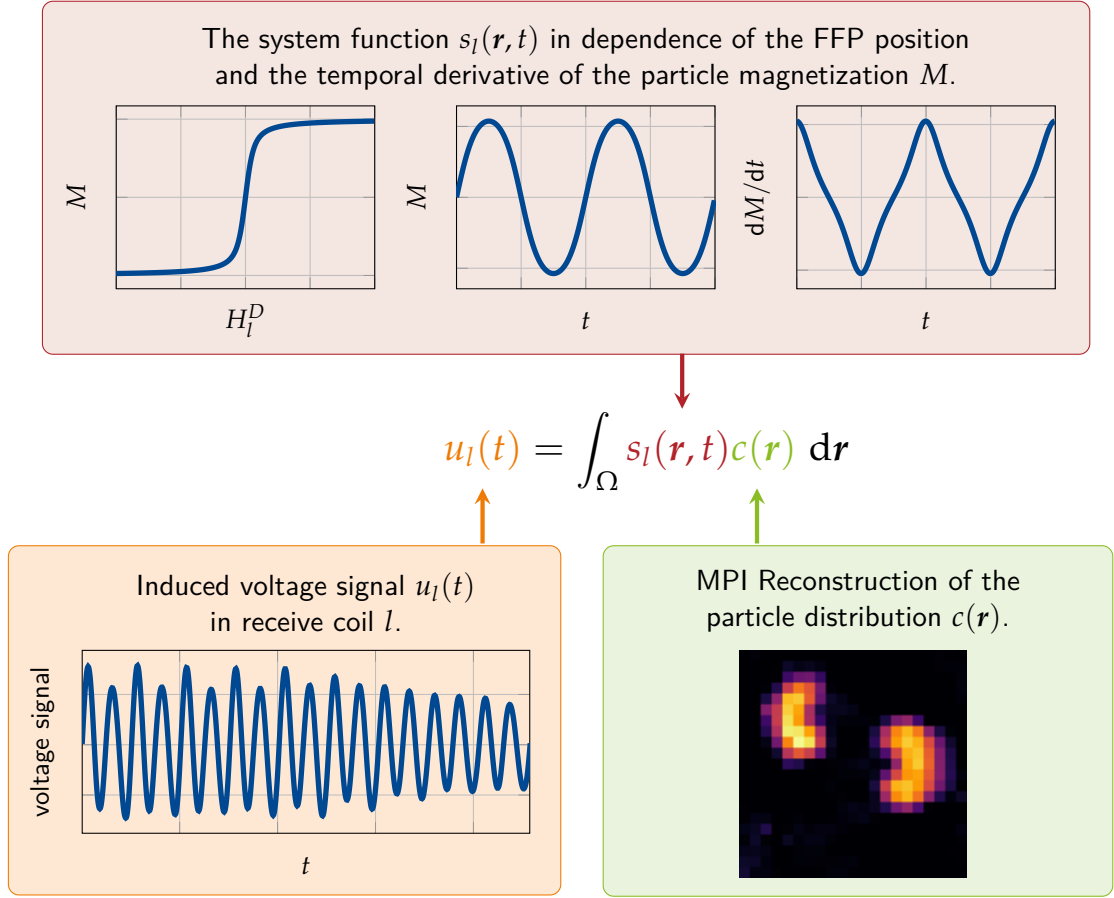 The system function s_l(r, t) in dependence of the FFP position
and the temporal derivative of the particle magnetization M.
M
H_l^D
M
t
dM/dt
t
u_l(t) = ∫_Ω s_l(r, t)c(r) dr
Induced voltage signal u_l(t)
in receive coil l.
voltage signal
t
MPI Reconstruction of the
particle distribution c(r).